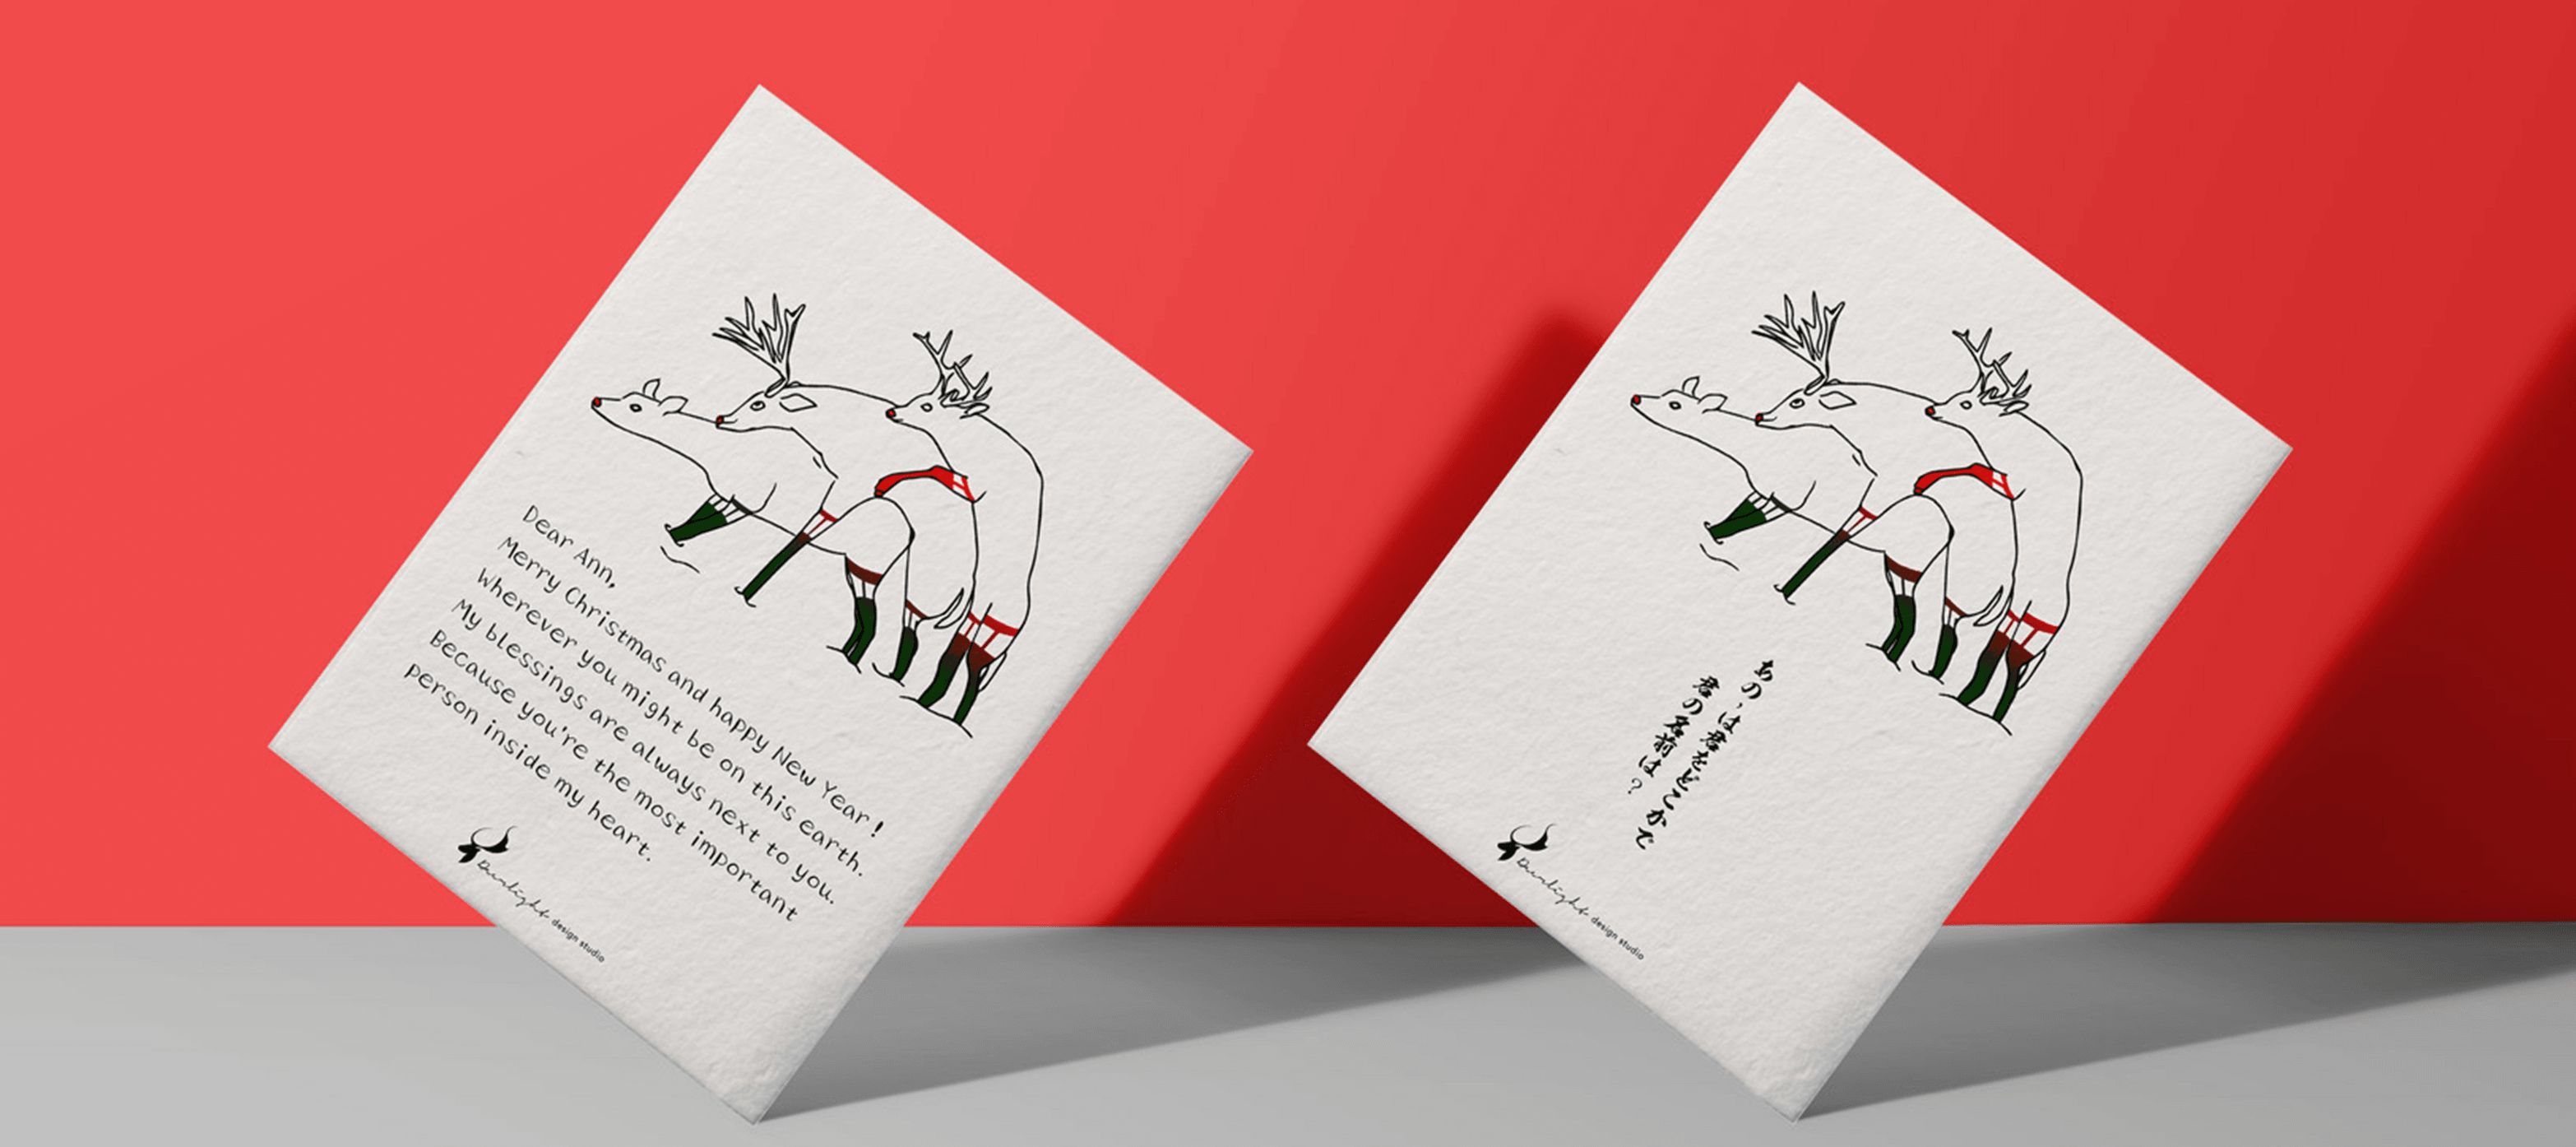 Dear Ann,
Merry Christmas and happy New Year!
Wherever you might be on this earth.
My blessings are always next to you.
Because you're the most important
person inside my heart.
Deerlight design studio
あの，は君をどこかで
君の名前は？
Deerlight design studio